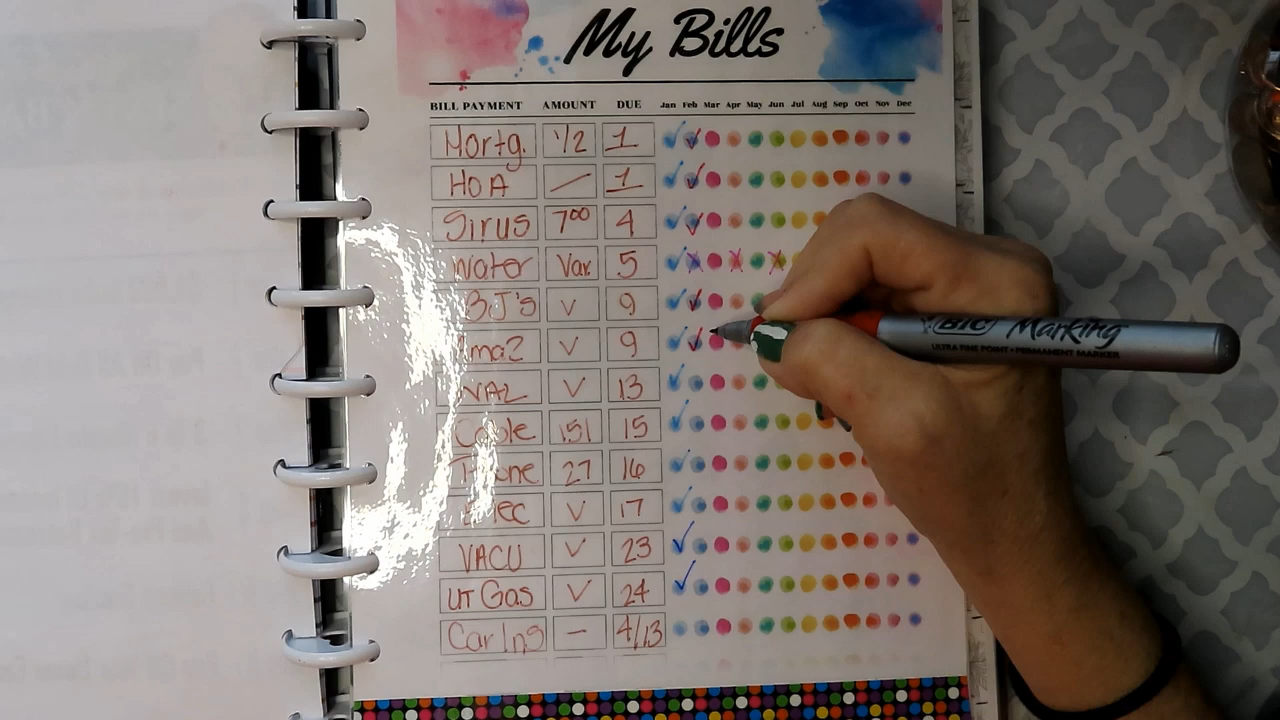 My Bills
BILL PAYMENT AMOUNT DUE Jan Feb Mar Apr May Jun Jul Aug Sep Oct Nov Dec
Mortg. 1/2 1
HOA — 1
Sirus 7⁰⁰ 4
Water Var. 5
BJ's V 9
V 9
V 13
Cable 151 15
27 16
V 17
VACU V 23
UT Gas V 24
Car Ins — 4/13
BIC Marking
ULTRA FINE POINT • PERMANENT MARKER